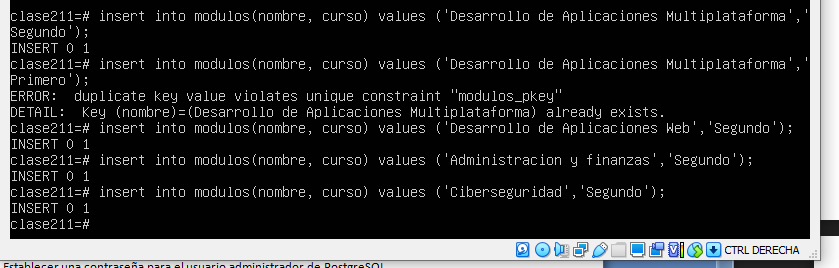 clase211=# insert into modulos(nombre, curso) values ('Desarrollo de Aplicaciones Multiplataforma','
Segundo');
INSERT 0 1
clase211=# insert into modulos(nombre, curso) values ('Desarrollo de Aplicaciones Multiplataforma','
Primero');
ERROR:  duplicate key value violates unique constraint "modulos_pkey"
DETAIL:  Key (nombre)=(Desarrollo de Aplicaciones Multiplataforma) already exists.
clase211=# insert into modulos(nombre, curso) values ('Desarrollo de Aplicaciones Web','Segundo');
INSERT 0 1
clase211=# insert into modulos(nombre, curso) values ('Administracion y finanzas','Segundo');
INSERT 0 1
clase211=# insert into modulos(nombre, curso) values ('Ciberseguridad','Segundo');
INSERT 0 1
clase211=#
CTRL DERECHA
Establecer una contraseña para el usuario administrador de PostgreSQL